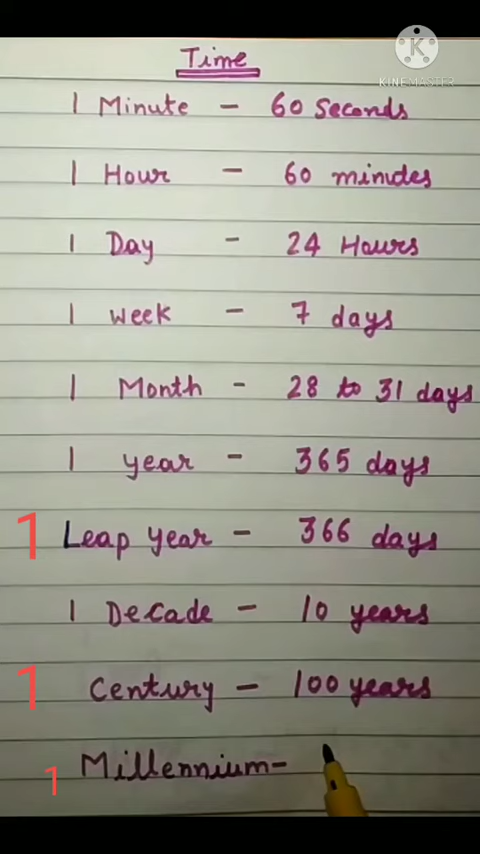 Time
K
KINEMASTER
1 Minute - 60 Seconds
1 Hour - 60 minutes
1 Day - 24 Hours
1 week - 7 days
1 Month - 28 to 31 days
1 year - 365 days
1 Leap year - 366 days
1 Decade - 10 years
1 Century - 100 years
1 Millennium-